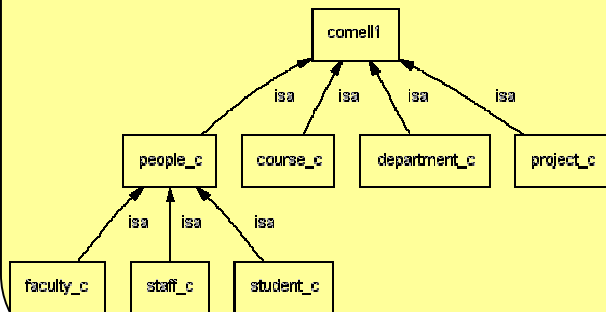 cornell1
isa
isa
isa
isa
people_c
course_c
department_c
project_c
isa
isa
isa
faculty_c
staff_c
student_c